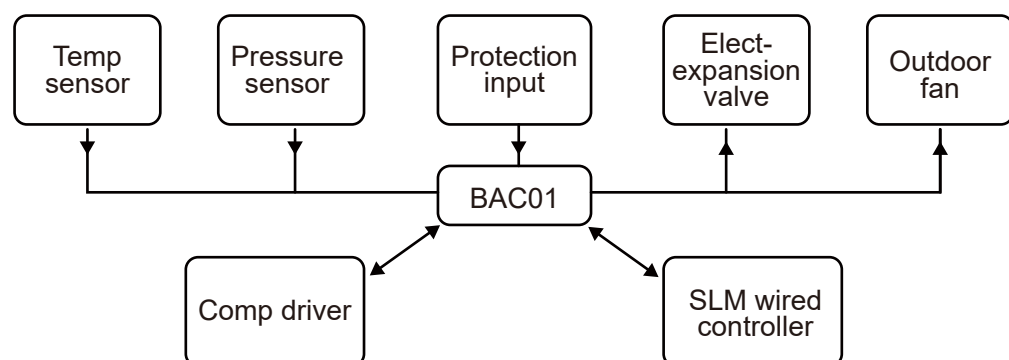 Temp
sensor
Pressure
sensor
Protection
input
Elect-
expansion
valve
Outdoor
fan
BAC01
Comp driver
SLM wired
controller